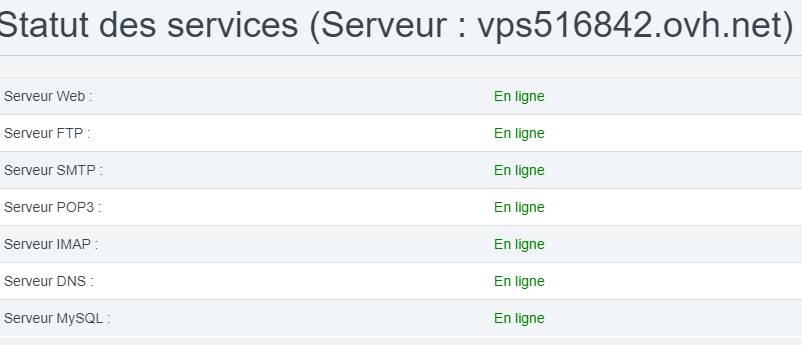 Statut des services (Serveur : vps516842.ovh.net)
Serveur Web : En ligne
Serveur FTP : En ligne
Serveur SMTP : En ligne
Serveur POP3 : En ligne
Serveur IMAP : En ligne
Serveur DNS : En ligne
Serveur MySQL : En ligne